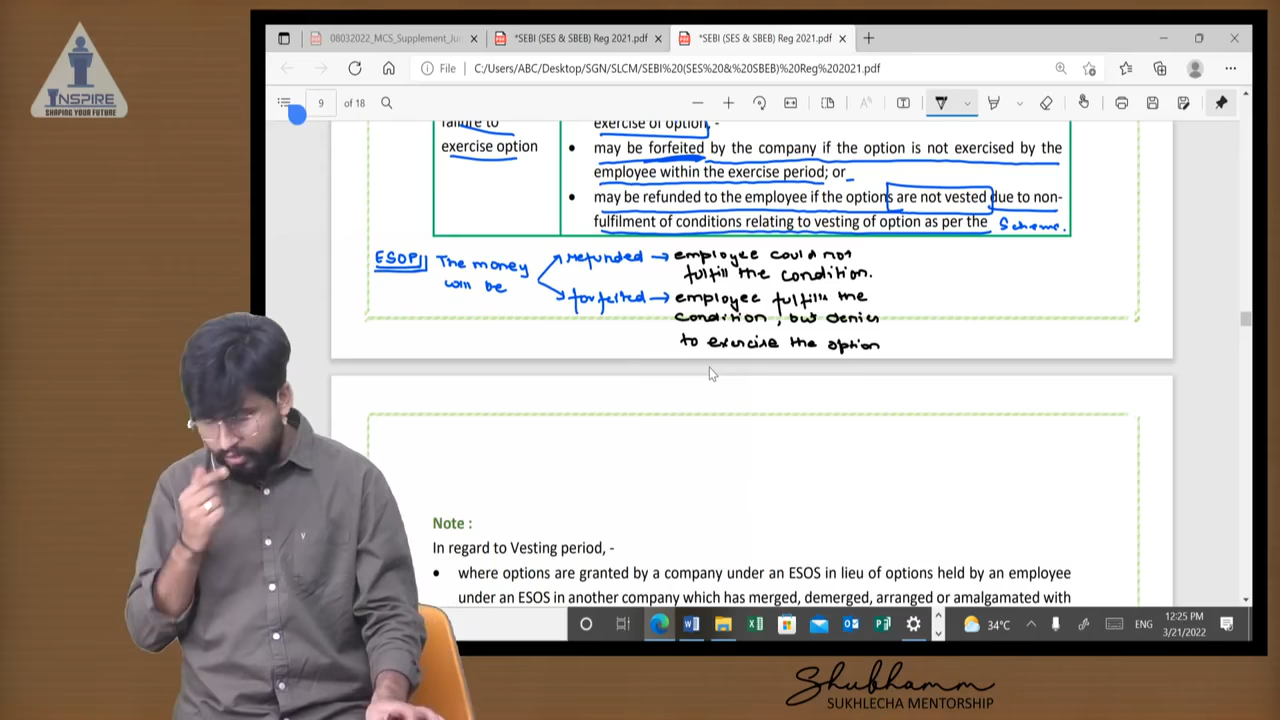 INSPIRE
SHAPING YOUR FUTURE
08032022_MCS_Supplement_Ju
*SEBI (SES & SBEB) Reg 2021.pdf
*SEBI (SES & SBEB) Reg 2021.pdf
File
C:/Users/ABC/Desktop/SGN/SLCM/SEBI%20(SES%20&%20SBEB)%20Reg%202021.pdf
9 of 18
failure to
exercise option
exercise of option, -
• may be forfeited by the company if the option is not exercised by the
employee within the exercise period; or
• may be refunded to the employee if the options are not vested due to non-
fulfilment of conditions relating to vesting of option as per the Scheme.
ESOP
The money
will be
refunded → employee could not
fulfill the condition.
forfeited → employee fulfills the
condition, but denies
to exercise the option
Note :
In regard to Vesting period, -
• where options are granted by a company under an ESOS in lieu of options held by an employee
under an ESOS in another company which has merged, demerged, arranged or amalgamated with
34°C
ENG
12:25 PM
3/21/2022
Shubhamm
SUKHLECHA MENTORSHIP